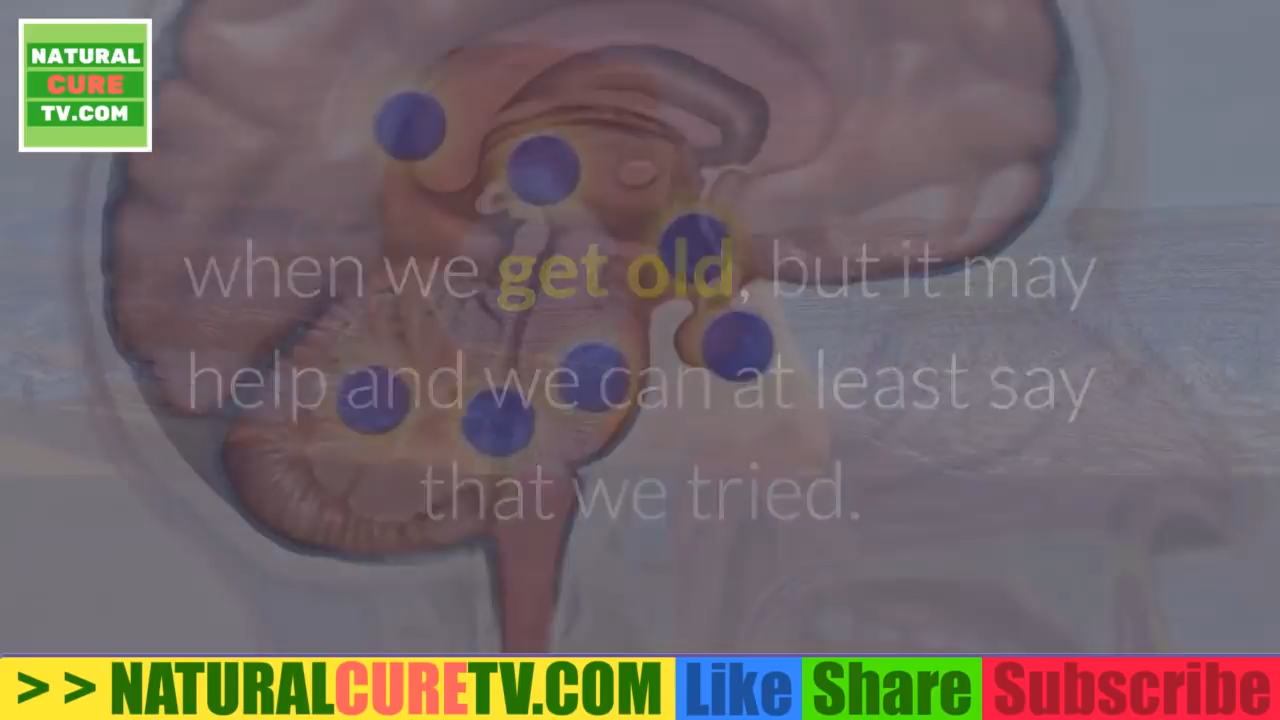 NATURAL
CURE
TV.COM
when we get old, but it may
help and we can at least say
that we tried.
> > NATURALCURETV.COM Like Share Subscribe